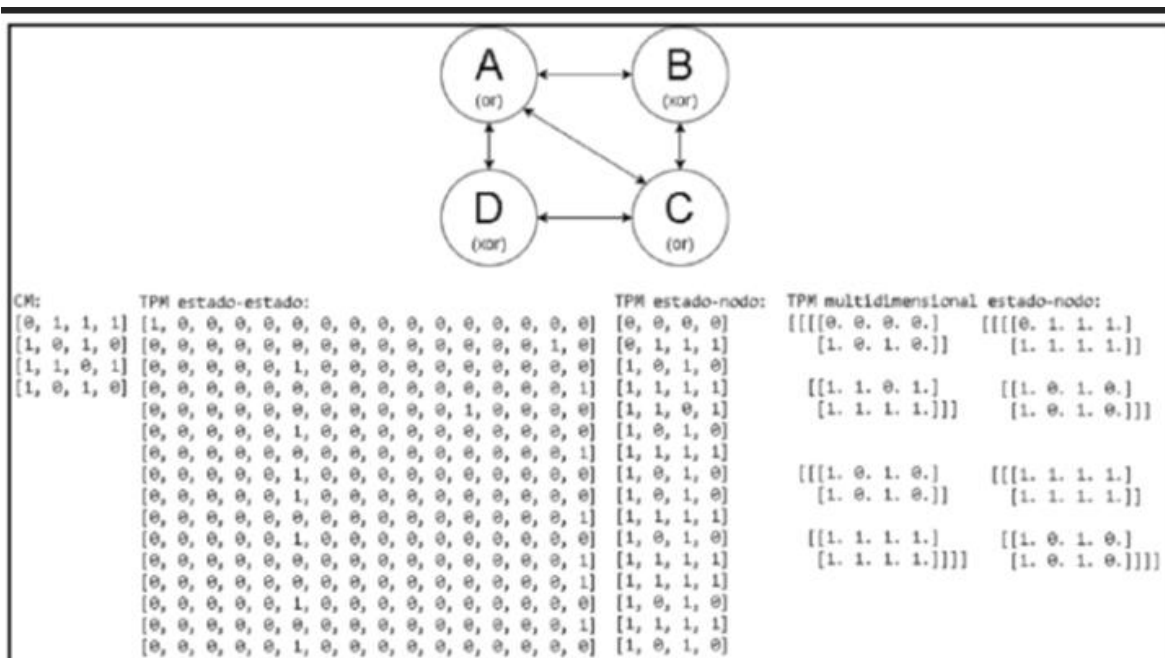 A
(or)
B
(xor)
D
(xor)
C
(or)
CM:
[0, 1, 1, 1]
[1, 0, 1, 0]
[1, 1, 0, 1]
[1, 0, 1, 0]
TPM estado-estado:
[1, 0, 0, 0, 0, 0, 0, 0, 0, 0, 0, 0, 0, 0, 0, 0]
[0, 0, 0, 0, 0, 0, 0, 0, 0, 0, 0, 0, 0, 0, 1, 0]
[0, 0, 0, 0, 0, 1, 0, 0, 0, 0, 0, 0, 0, 0, 0, 0]
[0, 0, 0, 0, 0, 0, 0, 0, 0, 0, 0, 0, 0, 0, 0, 1]
[0, 0, 0, 0, 0, 0, 0, 0, 0, 0, 0, 1, 0, 0, 0, 0]
[0, 0, 0, 0, 0, 1, 0, 0, 0, 0, 0, 0, 0, 0, 0, 0]
[0, 0, 0, 0, 0, 0, 0, 0, 0, 0, 0, 0, 0, 0, 0, 1]
[0, 0, 0, 0, 0, 1, 0, 0, 0, 0, 0, 0, 0, 0, 0, 0]
[0, 0, 0, 0, 0, 1, 0, 0, 0, 0, 0, 0, 0, 0, 0, 0]
[0, 0, 0, 0, 0, 0, 0, 0, 0, 0, 0, 0, 0, 0, 0, 1]
[0, 0, 0, 0, 0, 1, 0, 0, 0, 0, 0, 0, 0, 0, 0, 0]
[0, 0, 0, 0, 0, 0, 0, 0, 0, 0, 0, 0, 0, 0, 0, 1]
[0, 0, 0, 0, 0, 0, 0, 0, 0, 0, 0, 0, 0, 0, 0, 1]
[0, 0, 0, 0, 0, 1, 0, 0, 0, 0, 0, 0, 0, 0, 0, 0]
[0, 0, 0, 0, 0, 0, 0, 0, 0, 0, 0, 0, 0, 0, 0, 1]
[0, 0, 0, 0, 0, 1, 0, 0, 0, 0, 0, 0, 0, 0, 0, 0]
TPM estado-nodo:
[0, 0, 0, 0]
[0, 1, 1, 1]
[1, 0, 1, 0]
[1, 1, 1, 1]
[1, 1, 0, 1]
[1, 0, 1, 0]
[1, 1, 1, 1]
[1, 0, 1, 0]
[1, 0, 1, 0]
[1, 1, 1, 1]
[1, 0, 1, 0]
[1, 1, 1, 1]
[1, 1, 1, 1]
[1, 0, 1, 0]
[1, 1, 1, 1]
[1, 0, 1, 0]
TPM multidimensional estado-nodo:
[[[[0. 0. 0. 0.]
[1. 0. 1. 0.]]
[[1. 1. 0. 1.]
[1. 1. 1. 1.]]]
[[[1. 0. 1. 0.]
[1. 0. 1. 0.]]
[[1. 1. 1. 1.]
[1. 1. 1. 1.]]]]
[[[[0. 1. 1. 1.]
[1. 1. 1. 1.]]
[[1. 0. 1. 0.]
[1. 0. 1. 0.]]]
[[[1. 1. 1. 1.]
[1. 1. 1. 1.]]
[[1. 0. 1. 0.]
[1. 0. 1. 0.]]]]